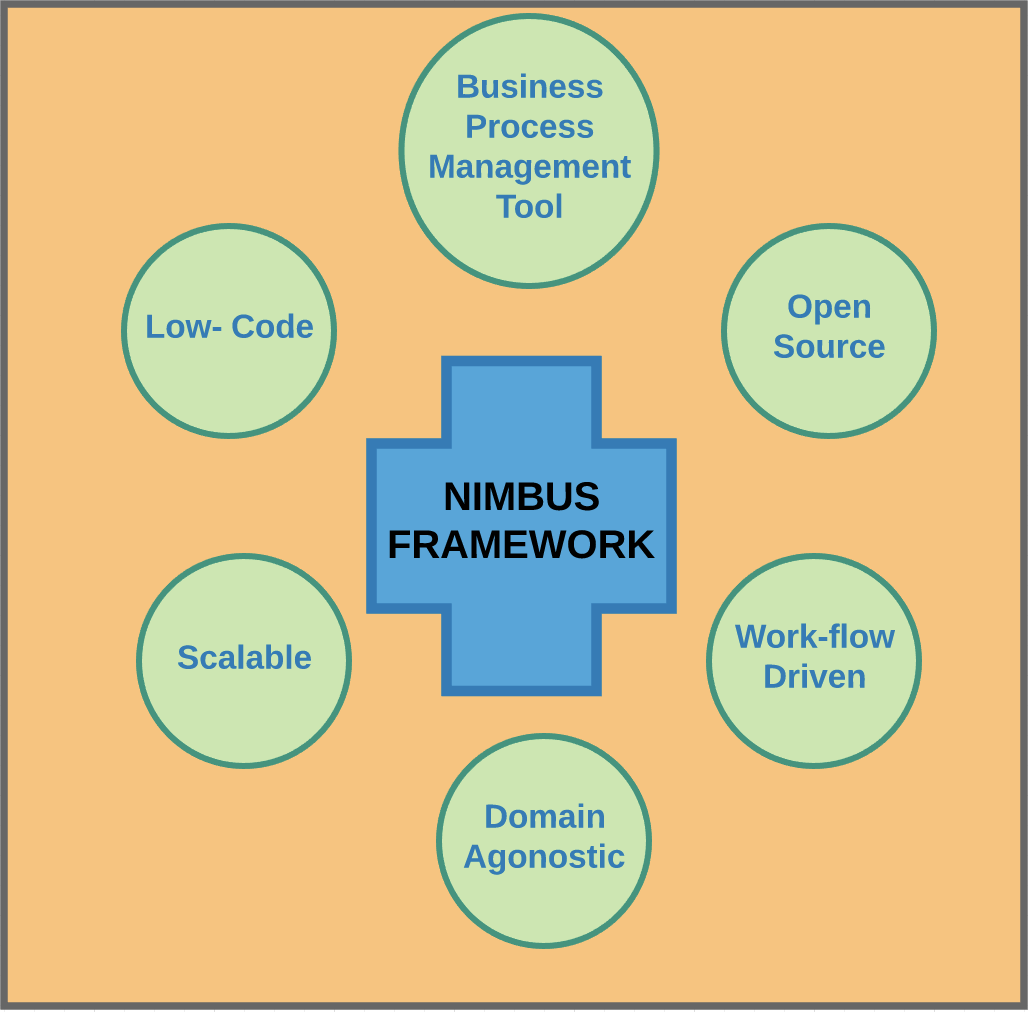 Business
Process
Management
Tool
Low- Code
Open
Source
NIMBUS
FRAMEWORK
Scalable
Work-flow
Driven
Domain
Agonostic